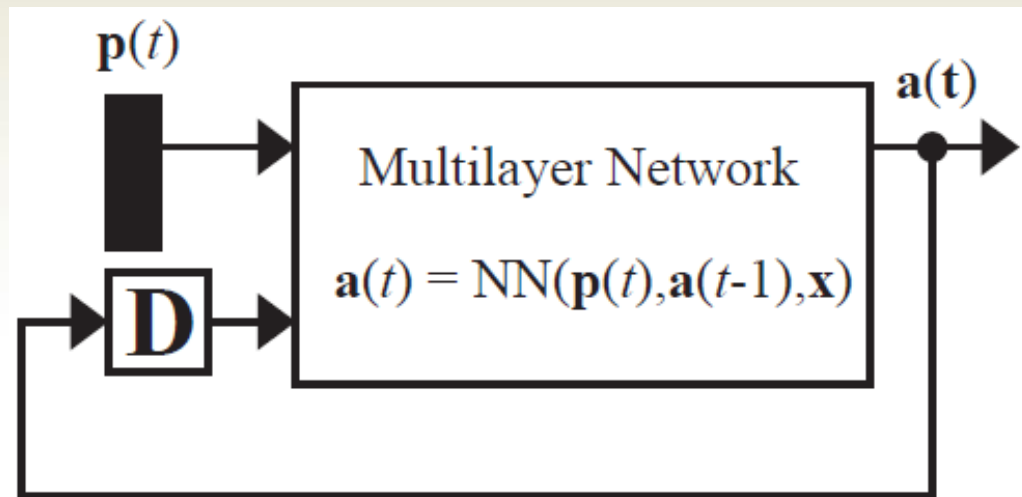 p(t)
a(t)
Multilayer Network
a(t) = NN(p(t),a(t-1),x)
D